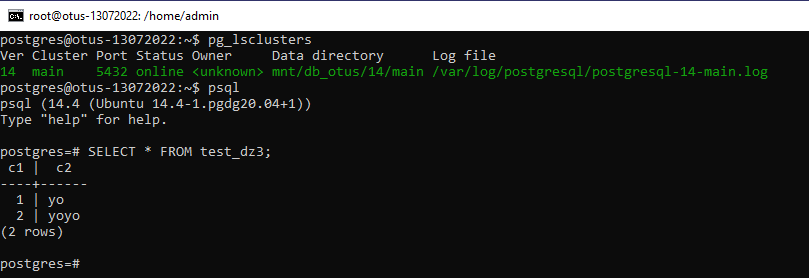 root@otus-13072022: /home/admin
postgres@otus-13072022:~$ pg_lsclusters
Ver Cluster Port Status Owner     Data directory      Log file
14  main    5432 online <unknown> mnt/db_otus/14/main /var/log/postgresql/postgresql-14-main.log
postgres@otus-13072022:~$ psql
psql (14.4 (Ubuntu 14.4-1.pgdg20.04+1))
Type "help" for help.
postgres=# SELECT * FROM test_dz3;
 c1 |  c2
----+------
  1 | yo
  2 | yoyo
(2 rows)
postgres=#